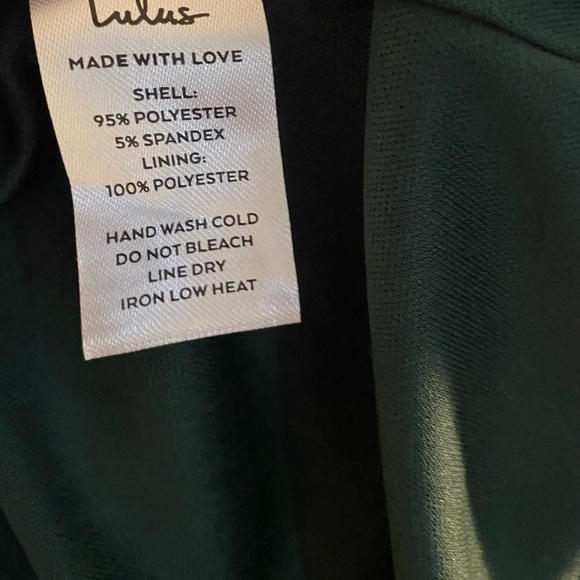 Lulus
MADE WITH LOVE
SHELL:
95% POLYESTER
5% SPANDEX
LINING:
100% POLYESTER
HAND WASH COLD
DO NOT BLEACH
LINE DRY
IRON LOW HEAT